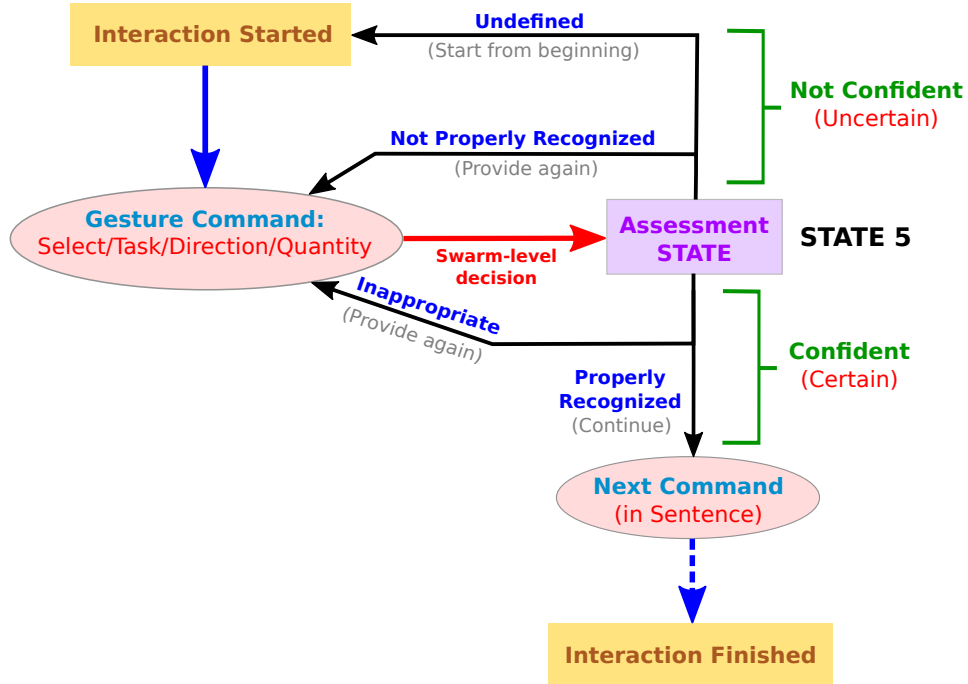 Interaction Started
Undefined
(Start from beginning)
Not Confident
(Uncertain)
Not Properly Recognized
(Provide again)
Gesture Command:
Select/Task/Direction/Quantity
Swarm-level
decision
Assessment
STATE
STATE 5
Inappropriate
(Provide again)
Confident
(Certain)
Properly
Recognized
(Continue)
Next Command
(in Sentence)
Interaction Finished